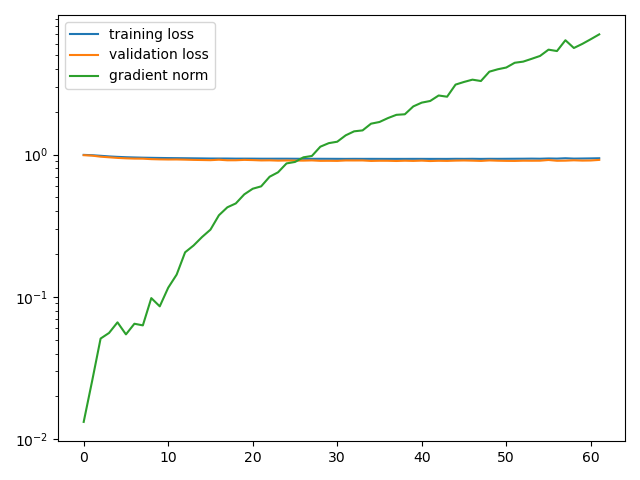 training loss
validation loss
gradient norm
10⁰
10⁻¹
10⁻²
0 10 20 30 40 50 60